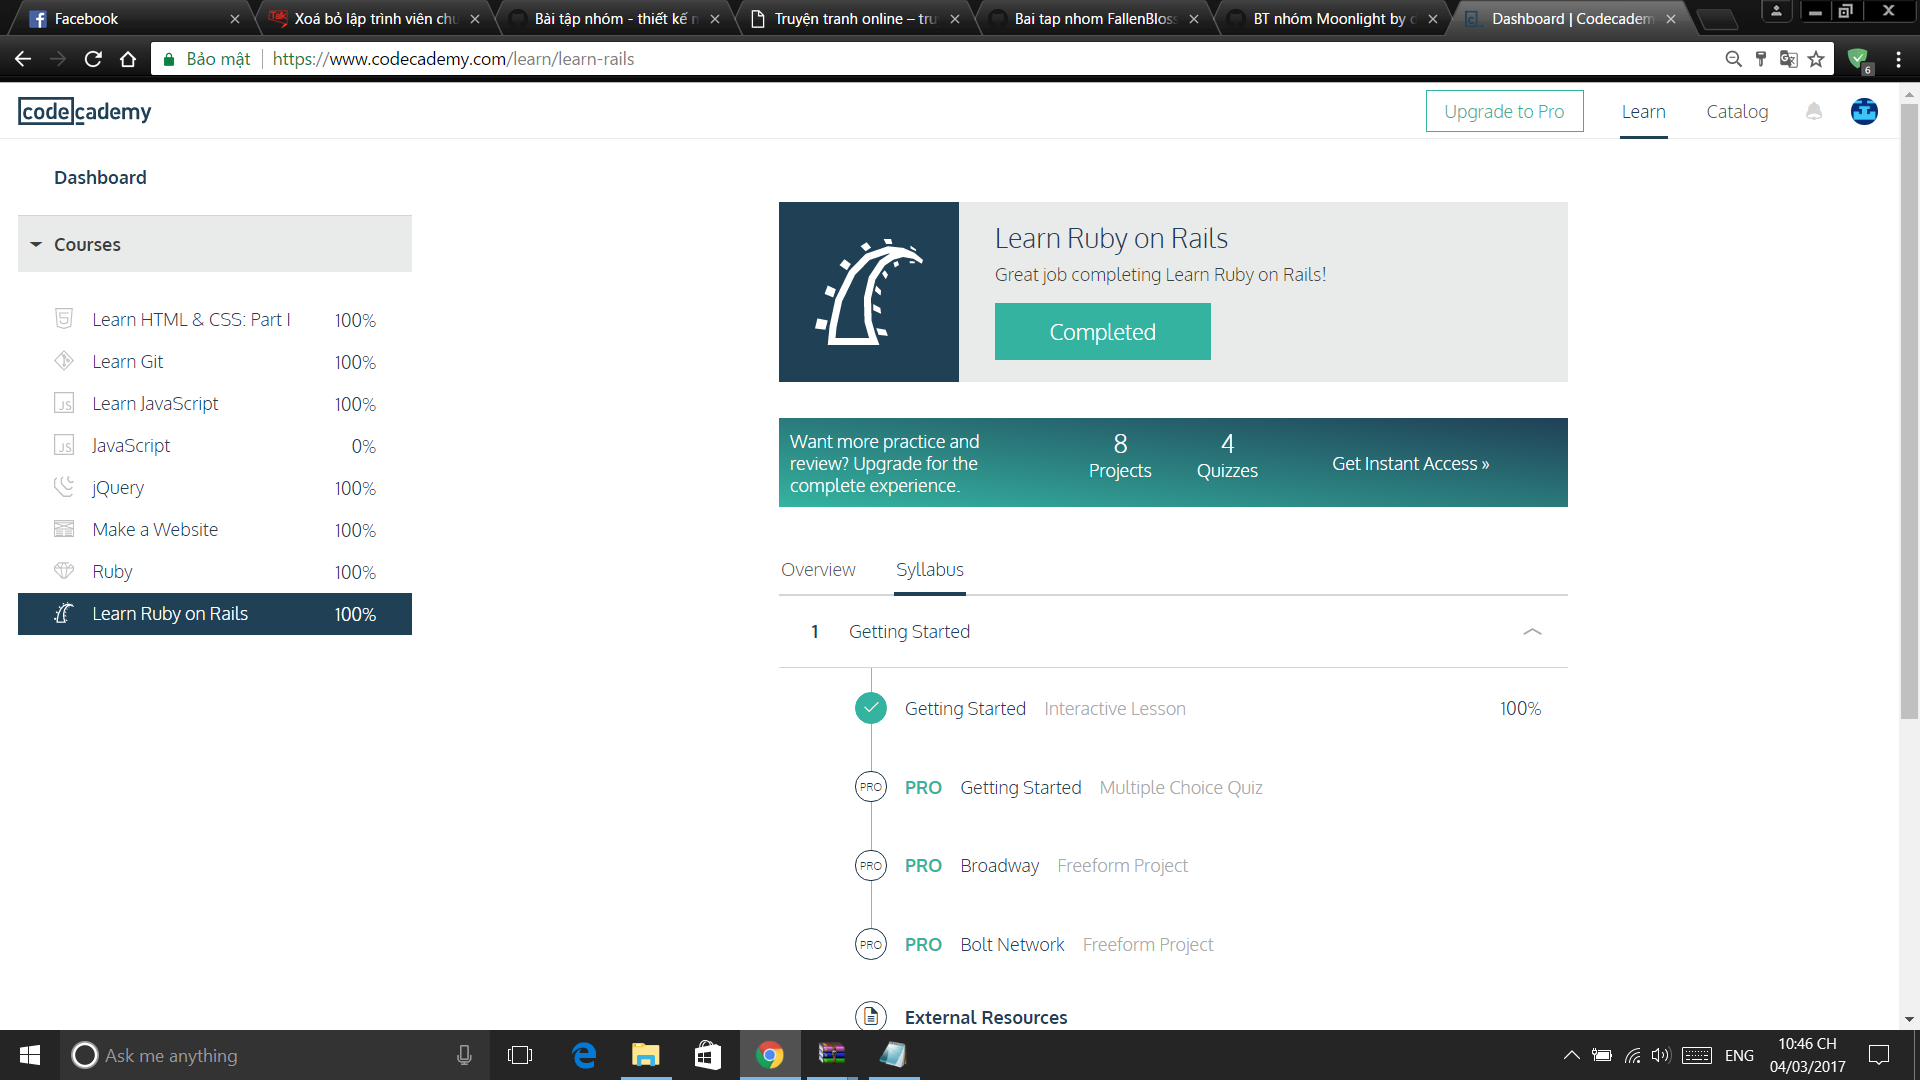 Facebook
Xoá bỏ lập trình viên chu
Bài tập nhóm - thiết kế n
Truyện tranh online – tru
Bai tap nhom FallenBloss
BT nhóm Moonlight by
Dashboard | Codecadem
Bảo mật
https://www.codecademy.com/learn/learn-rails
6
codecademy
Upgrade to Pro
Learn
Catalog
Dashboard
Courses
Learn HTML & CSS: Part I 100%
Learn Git 100%
JS Learn JavaScript 100%
JS JavaScript 0%
jQuery 100%
Make a Website 100%
Ruby 100%
Learn Ruby on Rails 100%
Learn Ruby on Rails
Great job completing Learn Ruby on Rails!
Completed
Want more practice and
review? Upgrade for the
complete experience.
8
Projects
4
Quizzes
Get Instant Access »
Overview
Syllabus
1 Getting Started
Getting Started Interactive Lesson 100%
PRO PRO Getting Started Multiple Choice Quiz
PRO PRO Broadway Freeform Project
PRO PRO Bolt Network Freeform Project
External Resources
Ask me anything
ENG
10:46 CH
04/03/2017